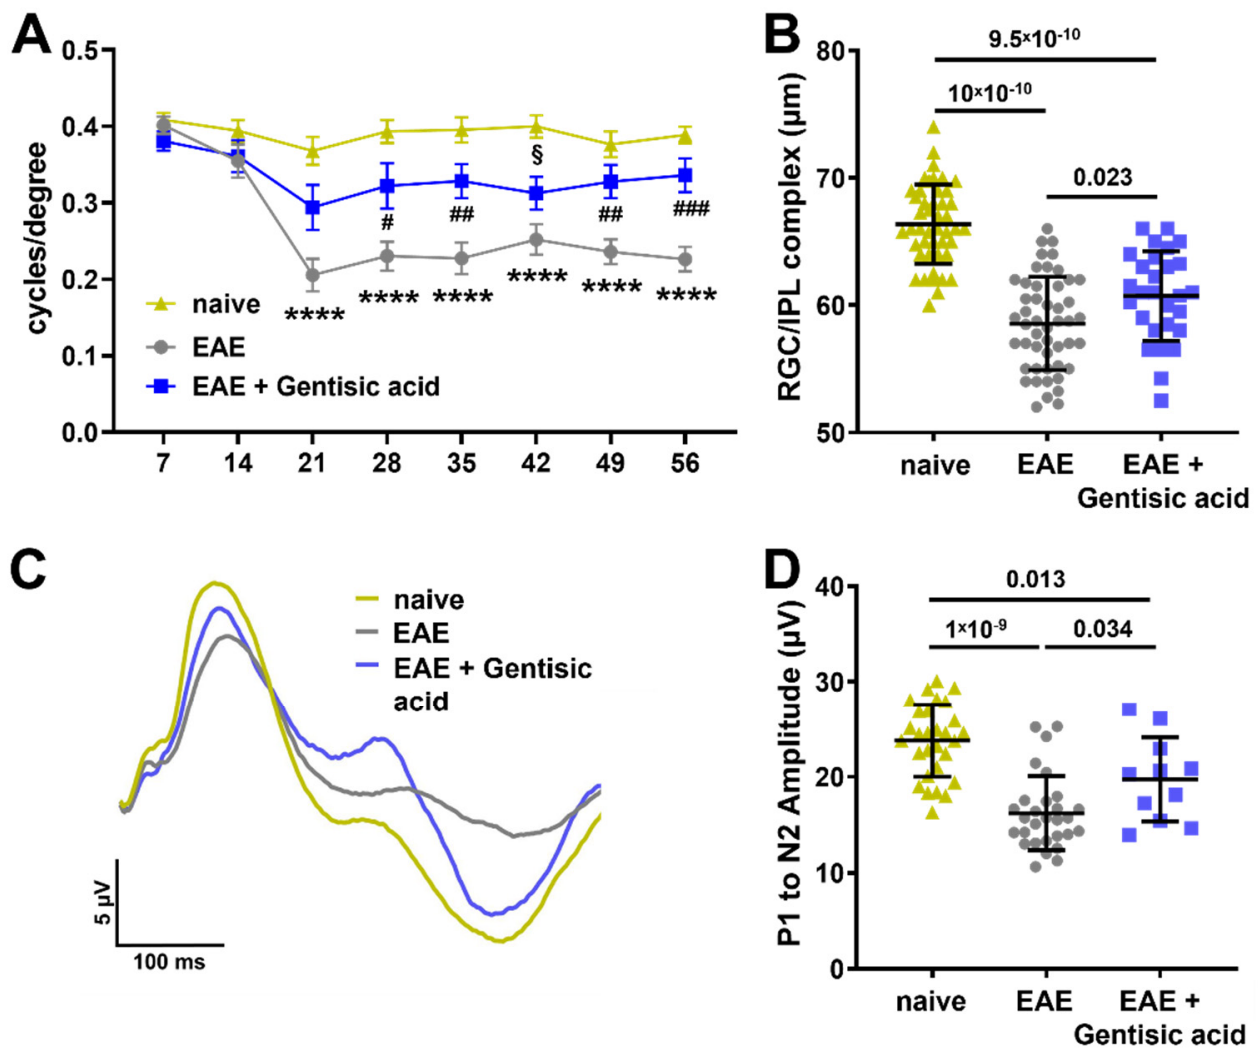 A
cycles/degree
0.5
0.4
0.3
0.2
0.1
0.0
§
#
##
##
###
****
****
****
****
****
****
naive
EAE
EAE + Gentisic acid
7 14 21 28 35 42 49 56
B
RGC/IPL complex (µm)
80
70
60
50
9.5×10-10
10×10-10
0.023
naive EAE EAE +
Gentisic acid
C
naive
EAE
EAE + Gentisic
acid
5 µV
100 ms
D
P1 to N2 Amplitude (µV)
40
30
20
10
0
0.013
1×10-9 0.034
naive EAE EAE +
Gentisic acid